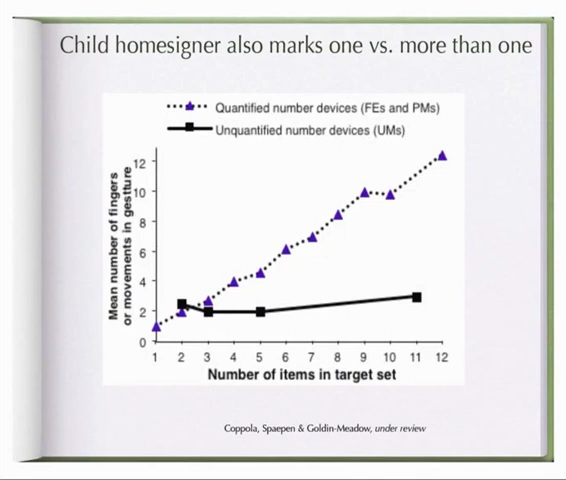 Child homesigner also marks one vs. more than one
Quantified number devices (FEs and PMs)
Unquantified number devices (UMs)
Mean number of fingers
or movements in gestture
12
10
8
6
4
2
0
1 2 3 4 5 6 7 8 9 10 11 12
Number of items in target set
Coppola, Spaepen & Goldin-Meadow, under review